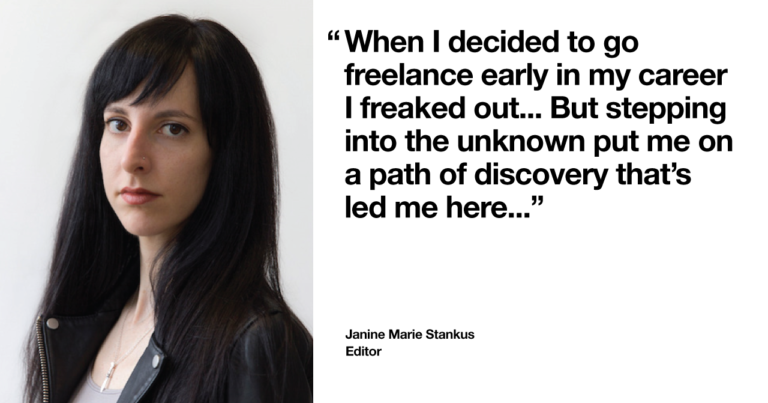 “When I decided to go
freelance early in my career
I freaked out... But stepping
into the unknown put me on
a path of discovery that’s
led me here...”
Janine Marie Stankus
Editor